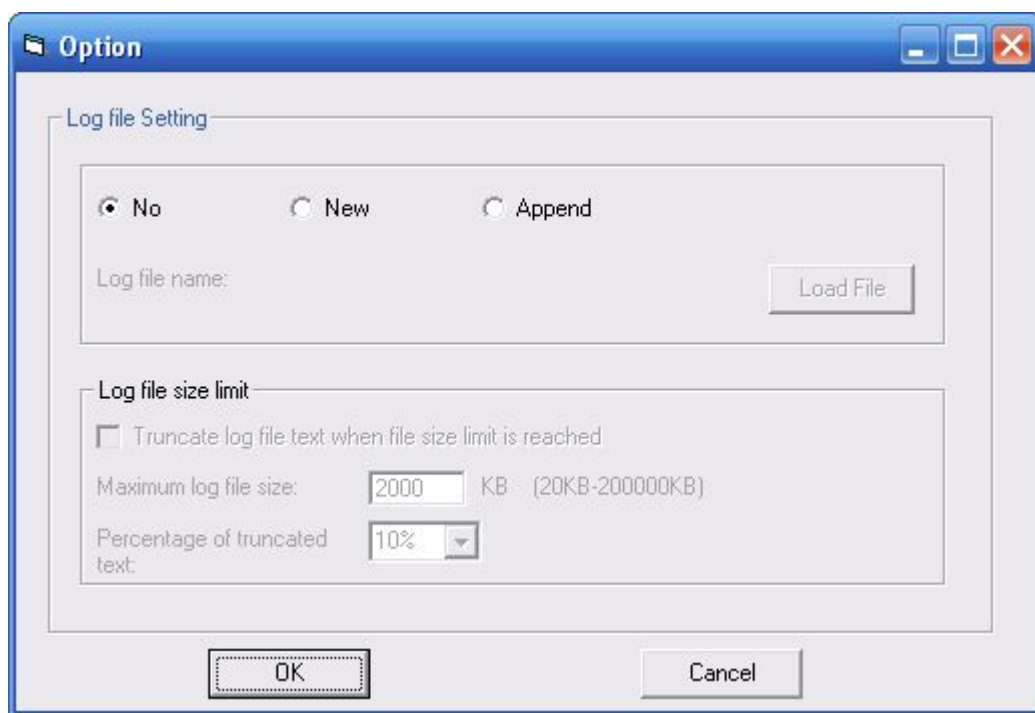 Option
Log file Setting
No New Append
Log file name: Load File
Log file size limit
Truncate log file text when file size limit is reached
Maximum log file size: 2000 KB (20KB-200000KB)
Percentage of truncated 10%
text:
OK Cancel